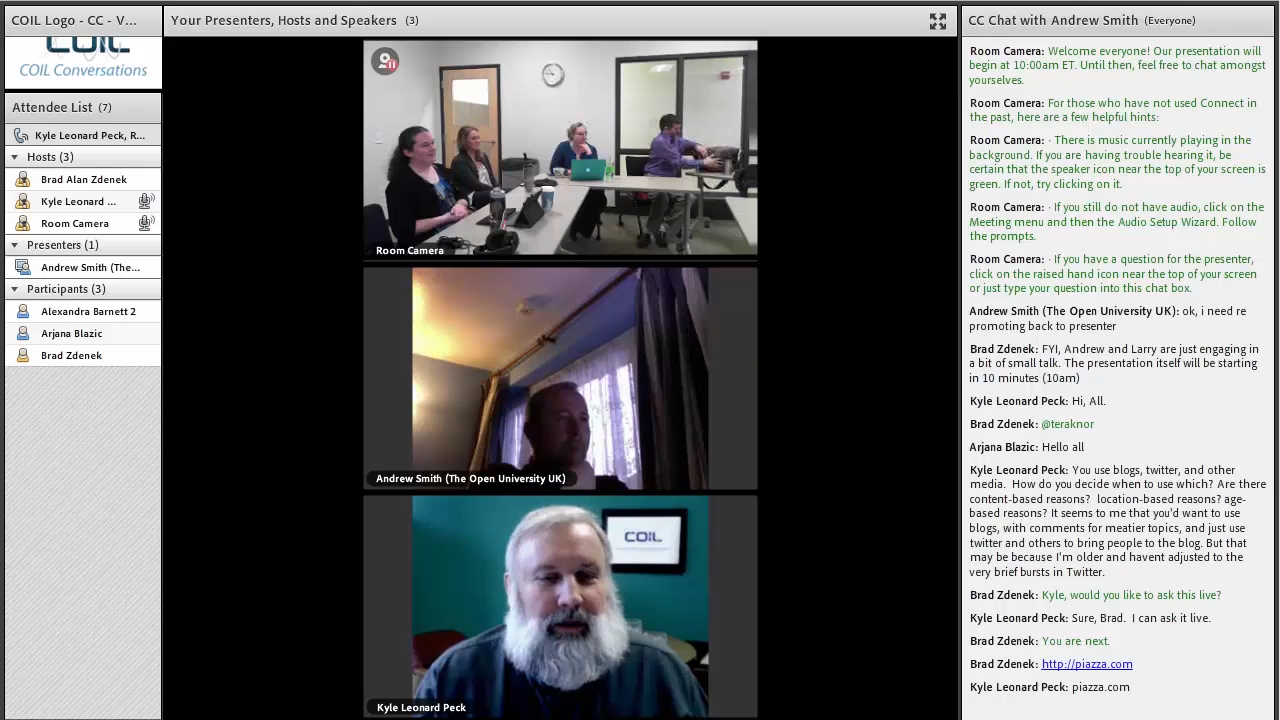 COIL Logo - CC - V...
COIL
COIL Conversations
Attendee List (7)
Kyle Leonard Peck, R...
Hosts (3)
Brad Alan Zdenek
Kyle Leonard ...
Room Camera
Presenters (1)
Andrew Smith (The...
Participants (3)
Alexandra Barnett 2
Arjana Blazic
Brad Zdenek
Your Presenters, Hosts and Speakers (3)
Room Camera
Andrew Smith (The Open University UK)
COIL
Kyle Leonard Peck
CC Chat with Andrew Smith (Everyone)
Room Camera: Welcome everyone! Our presentation will
begin at 10:00am ET. Until then, feel free to chat amongst
yourselves.
Room Camera: For those who have not used Connect in
the past, here are a few helpful hints:
Room Camera: · There is music currently playing in the
background. If you are having trouble hearing it, be
certain that the speaker icon near the top of your screen is
green. If not, try clicking on it.
Room Camera: · If you still do not have audio, click on the
Meeting menu and then the Audio Setup Wizard. Follow
the prompts.
Room Camera: · If you have a question for the presenter,
click on the raised hand icon near the top of your screen
or just type your question into this chat box.
Andrew Smith (The Open University UK): ok, i need re
promoting back to presenter
Brad Zdenek: FYI, Andrew and Larry are just engaging in
a bit of small talk. The presentation itself will be starting
in 10 minutes (10am)
Kyle Leonard Peck: Hi, All.
Brad Zdenek: @teraknor
Arjana Blazic: Hello all
Kyle Leonard Peck: You use blogs, twitter, and other
media.  How do you decide when to use which? Are there
content-based reasons?  location-based reasons? age-
based reasons? It seems to me that you'd want to use
blogs, with comments for meatier topics, and just use
twitter and others to bring people to the blog. But that
may be because I'm older and havent adjusted to the
very brief bursts in Twitter.
Brad Zdenek: Kyle, would you like to ask this live?
Kyle Leonard Peck: Sure, Brad.  I can ask it live.
Brad Zdenek: You are next.
Brad Zdenek: http://piazza.com
Kyle Leonard Peck: piazza.com